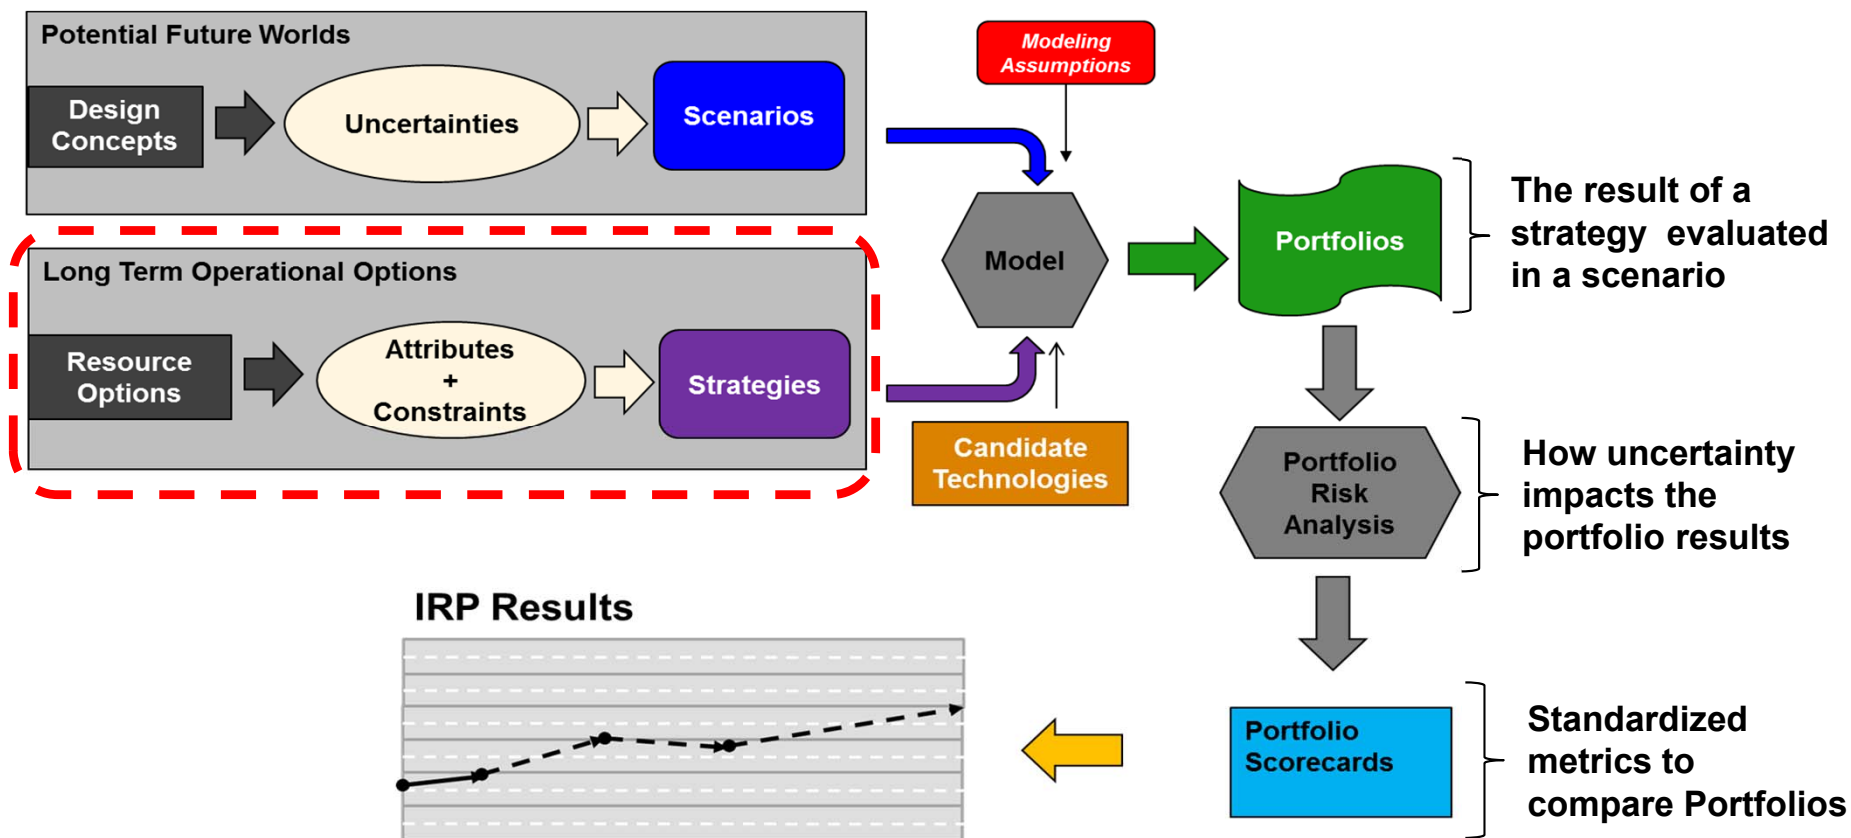 Potential Future Worlds
Design
Concepts
Uncertainties
Scenarios
Modeling
Assumptions
Long Term Operational Options
Resource
Options
Attributes
+
Constraints
Strategies
Model
Candidate
Technologies
Portfolios
The result of a
strategy evaluated
in a scenario
Portfolio
Risk
Analysis
How uncertainty
impacts the
portfolio results
Portfolio
Scorecards
Standardized
metrics to
compare Portfolios
IRP Results